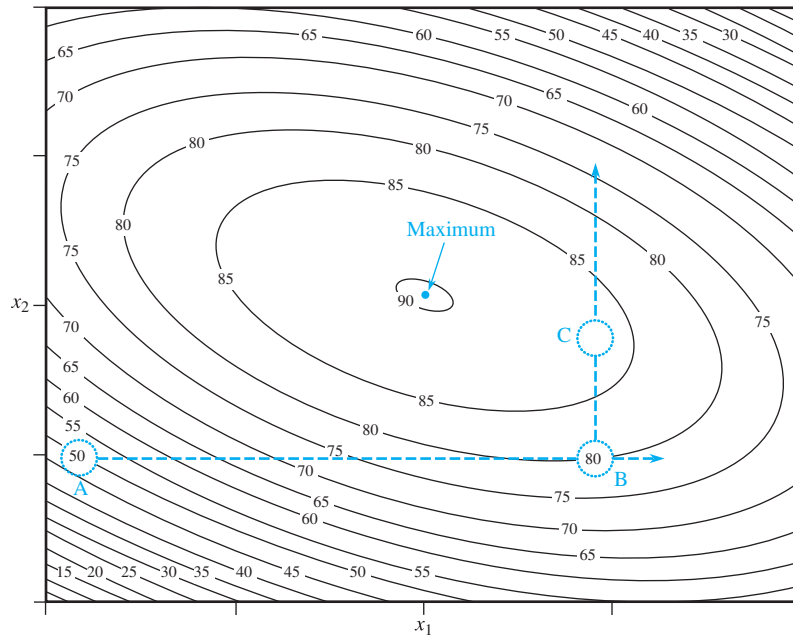 x2
65 60 55 50 45 40 35 30
65
70 80 75 65 60
75 80
85
80 Maximum
75 85 80
85 90
x2
70 C 75
65
60 85
55 80
50 75 80
A 70 75 B
65
60 70
65
15 20 25 30 35 40 45 50 55
x1